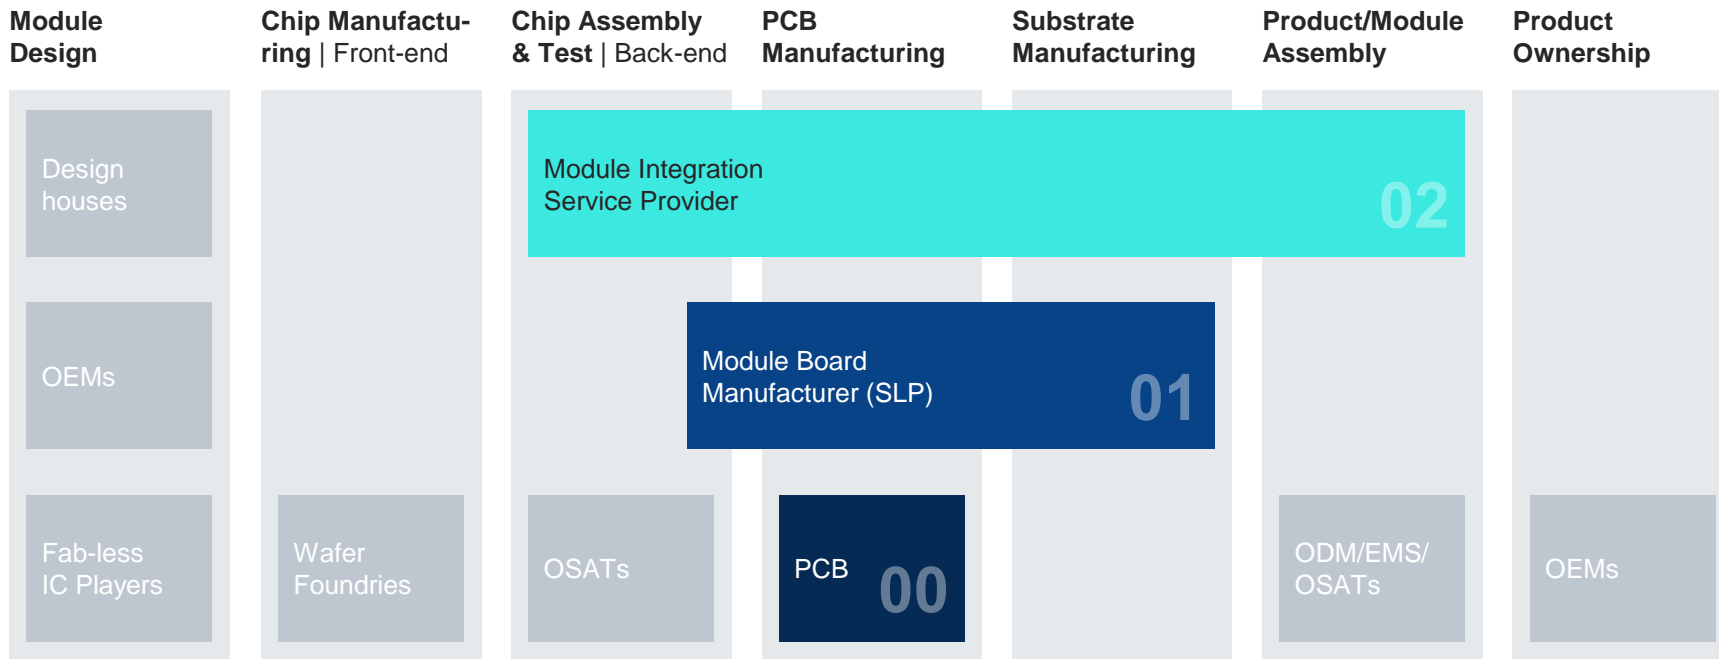 Module
Design
Chip Manufactu-
ring | Front-end
Chip Assembly
& Test | Back-end
PCB
Manufacturing
Substrate
Manufacturing
Product/Module
Assembly
Product
Ownership
Design
houses
Module Integration
Service Provider
02
OEMs
Module Board
Manufacturer (SLP)
01
Fab-less
IC Players
Wafer
Foundries
OSATs
PCB
00
ODM/EMS/
OSATs
OEMs